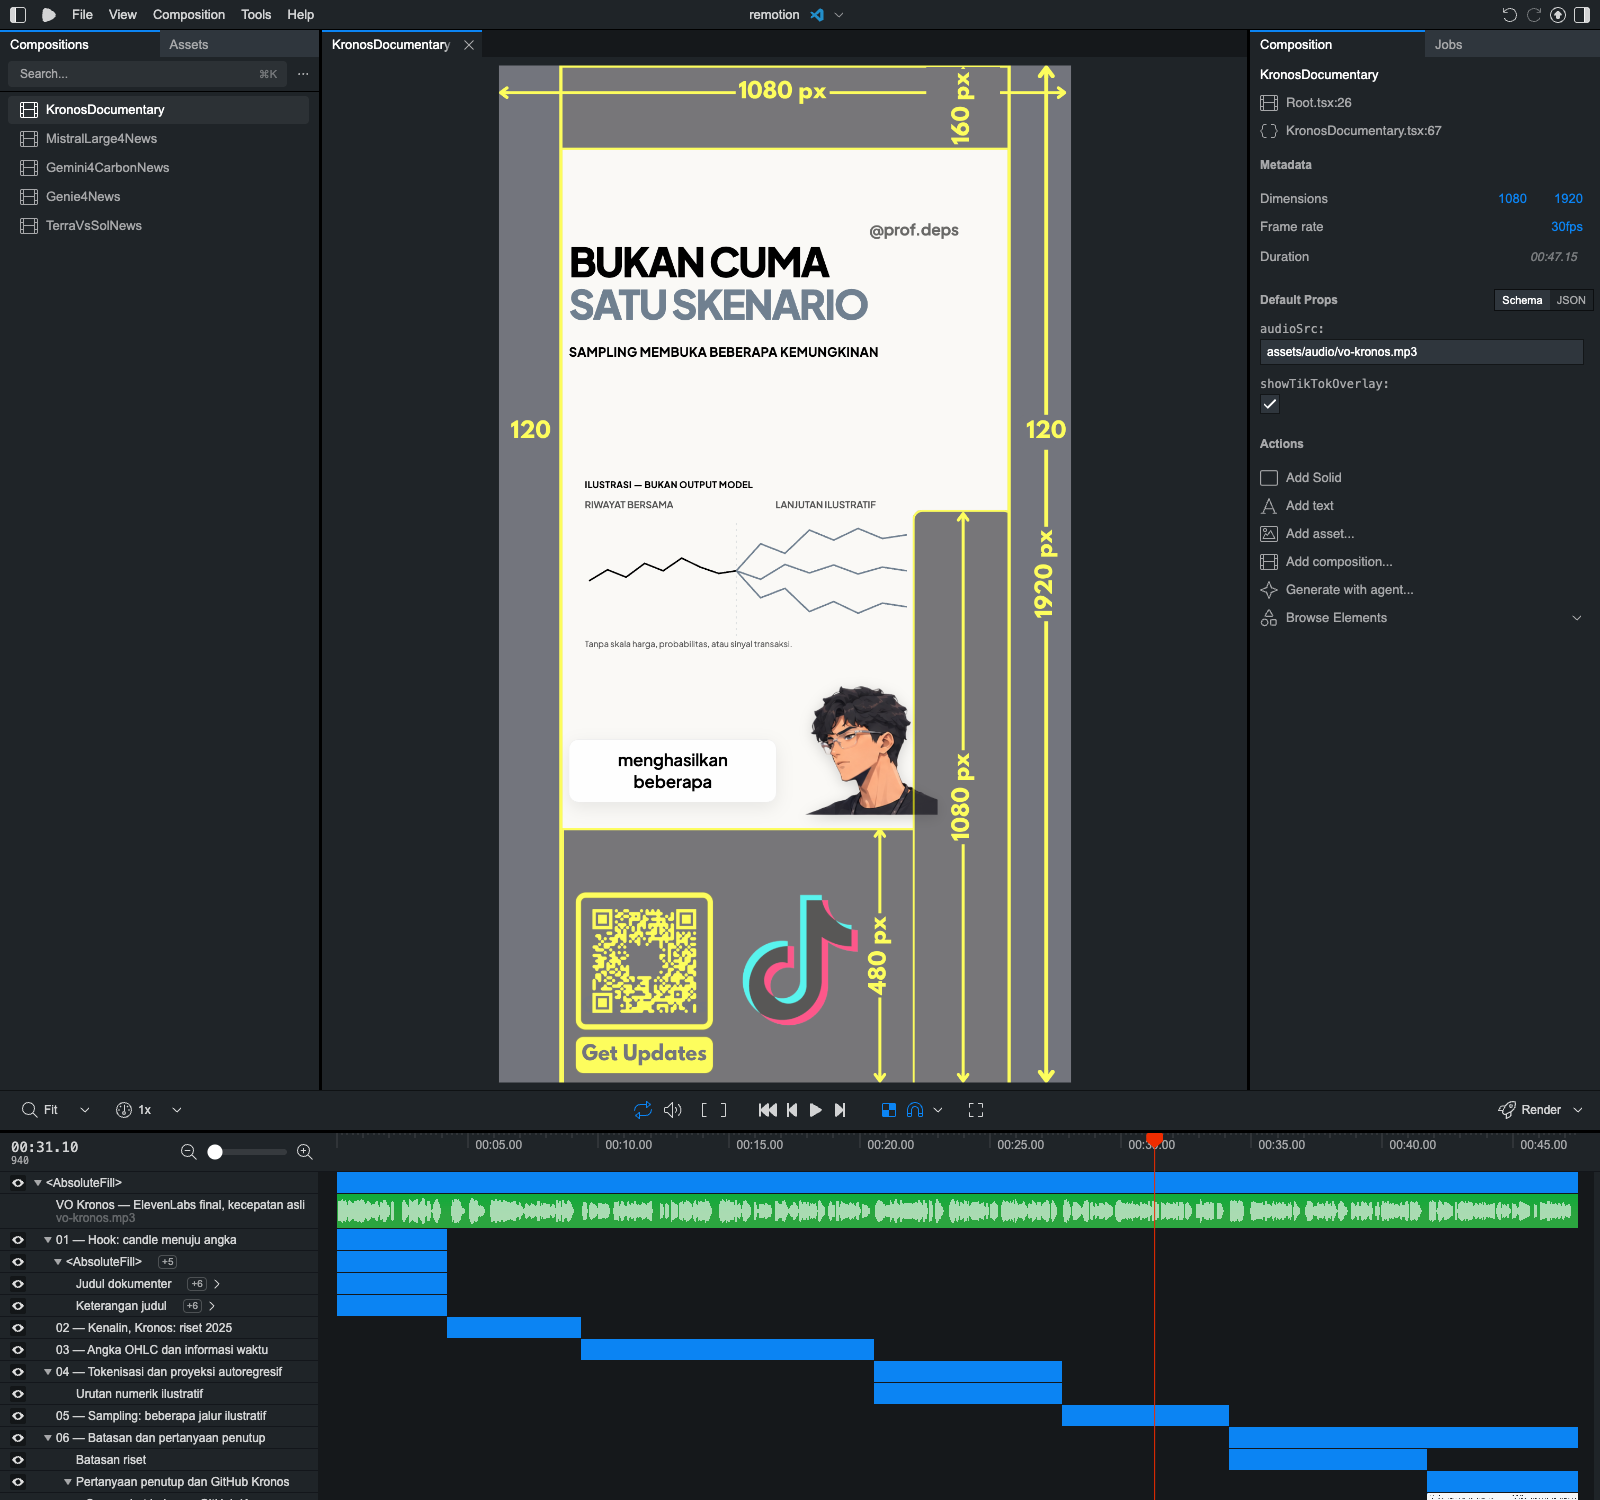 File View Composition Tools Help
remotion
Compositions
Assets
KronosDocumentary
Composition
Jobs
Search...
⌘K
KronosDocumentary
MistralLarge4News
Gemini4CarbonNews
Genie4News
TerraVsSolNews
1080 px
160 px
@prof.deps
BUKAN CUMA
SATU SKENARIO
SAMPLING MEMBUKA BEBERAPA KEMUNGKINAN
120
120
ILUSTRASI — BUKAN OUTPUT MODEL
RIWAYAT BERSAMA
LANJUTAN ILUSTRATIF
1920 px
Tanpa skala harga, probabilitas, atau sinyal transaksi.
menghasilkan
beberapa
1080 px
480 px
Get Updates
KronosDocumentary
Root.tsx:26
KronosDocumentary.tsx:67
Metadata
Dimensions 1080 1920
Frame rate 30fps
Duration 00:47.15
Default Props Schema JSON
audioSrc:
assets/audio/vo-kronos.mp3
showTikTokOverlay:
Actions
Add Solid
Add text
Add asset...
Add composition...
Generate with agent...
Browse Elements
Fit
1x
Render
00:31.10
940
00:05.00 00:10.00 00:15.00 00:20.00 00:25.00 00:35.00 00:40.00 00:45.00
<AbsoluteFill>
VO Kronos — ElevenLabs final, kecepatan asli
vo-kronos.mp3
01 — Hook: candle menuju angka
<AbsoluteFill> +5
Judul dokumenter +6
Keterangan judul +6
02 — Kenalin, Kronos: riset 2025
03 — Angka OHLC dan informasi waktu
04 — Tokenisasi dan proyeksi autoregresif
Urutan numerik ilustratif
05 — Sampling: beberapa jalur ilustratif
06 — Batasan dan pertanyaan penutup
Batasan riset
Pertanyaan penutup dan GitHub Kronos